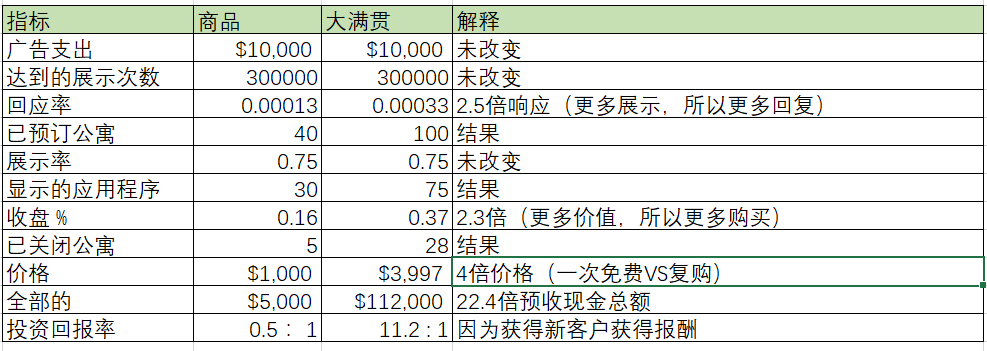 指标 商品 大满贯 解释
广告支出 $10,000 $10,000 未改变
达到的展示次数 300000 300000 未改变
回应率 0.00013 0.00033 2.5倍响应（更多展示，所以更多回复）
已预订公寓 40 100 结果
展示率 0.75 0.75 未改变
显示的应用程序 30 75 结果
收盘％ 0.16 0.37 2.3倍（更多价值，所以更多购买）
已关闭公寓 5 28 结果
价格 $1,000 $3,997 4倍价格（一次免费VS复购）
全部的 $5,000 $112,000 22.4倍预收现金总额
投资回报率 0.5： 1 11.2 : 1 因为获得新客户获得报酬